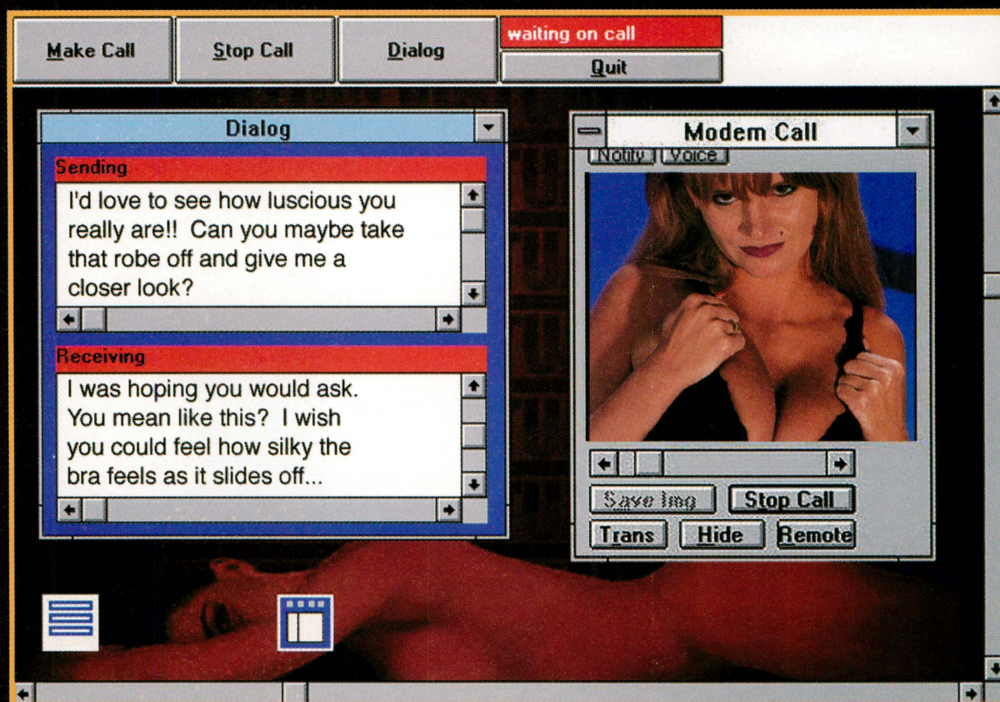 Make Call
Stop Call
Dialog
waiting on call
Quit
Dialog
Sending
I'd love to see how luscious you
really are!! Can you maybe take
that robe off and give me a
closer look?
Receiving
I was hoping you would ask.
You mean like this? I wish
you could feel how silky the
bra feels as it slides off...
Modem Call
Notify Voice
Save Img Stop Call
Trans Hide Remote